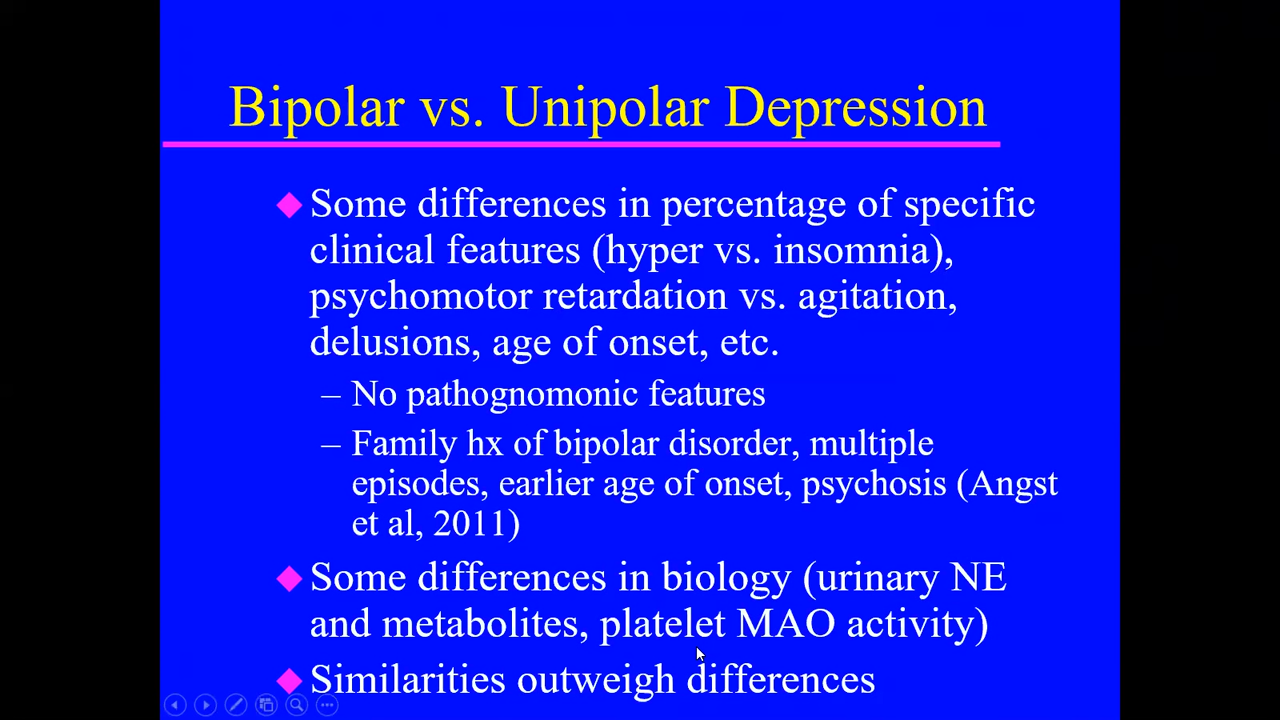 Bipolar vs. Unipolar Depression
Some differences in percentage of specific
clinical features (hyper vs. insomnia),
psychomotor retardation vs. agitation,
delusions, age of onset, etc.
– No pathognomonic features
– Family hx of bipolar disorder, multiple
episodes, earlier age of onset, psychosis (Angst
et al, 2011)
Some differences in biology (urinary NE
and metabolites, platelet MAO activity)
Similarities outweigh differences